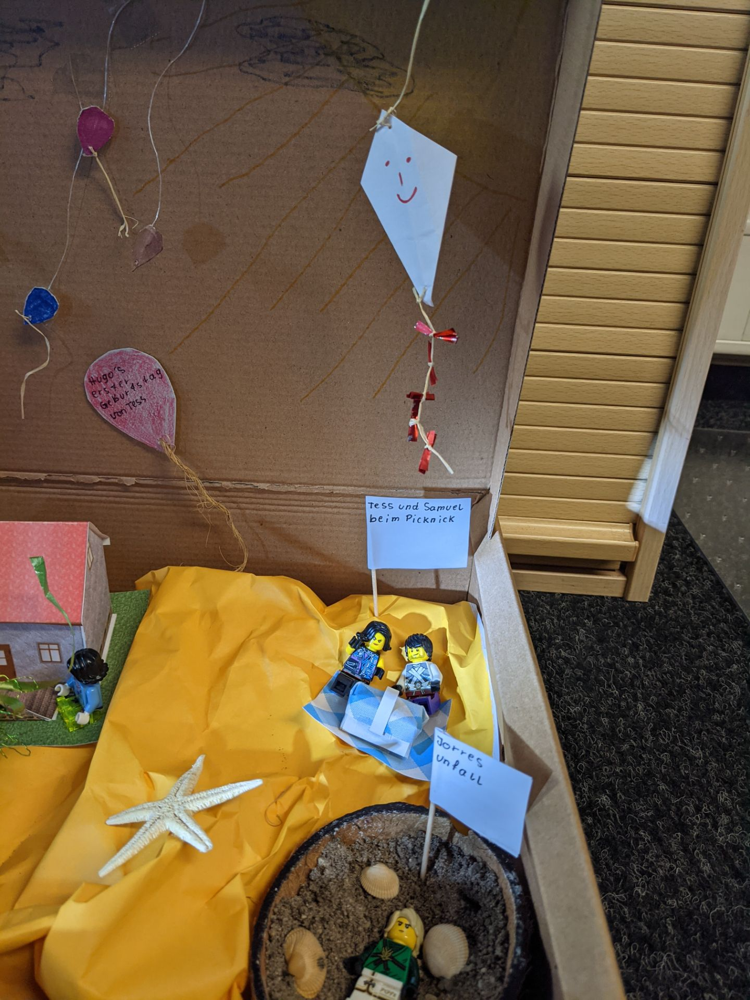 Hugo's
erster
Geburtstag
von Tess
Tess und Samuel
beim Picknick
Jorres
unfall